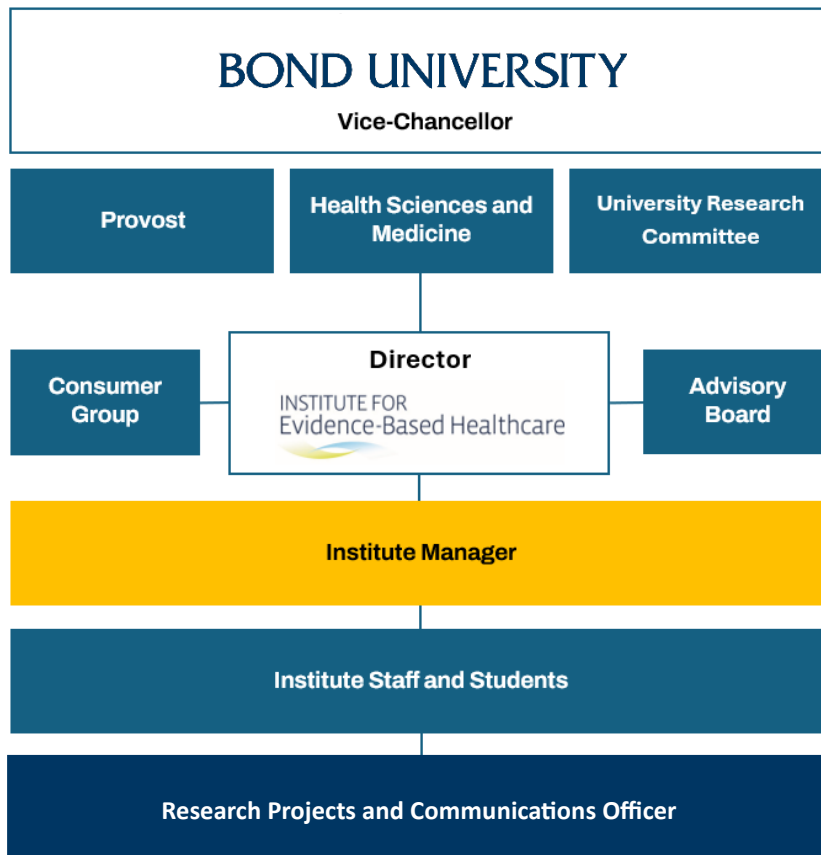 BOND UNIVERSITY
Vice-Chancellor
Provost
Health Sciences and
Medicine
University Research
Committee
Consumer
Group
Director
INSTITUTE FOR
Evidence-Based Healthcare
Advisory
Board
Institute Manager
Institute Staff and Students
Research Projects and Communications Officer